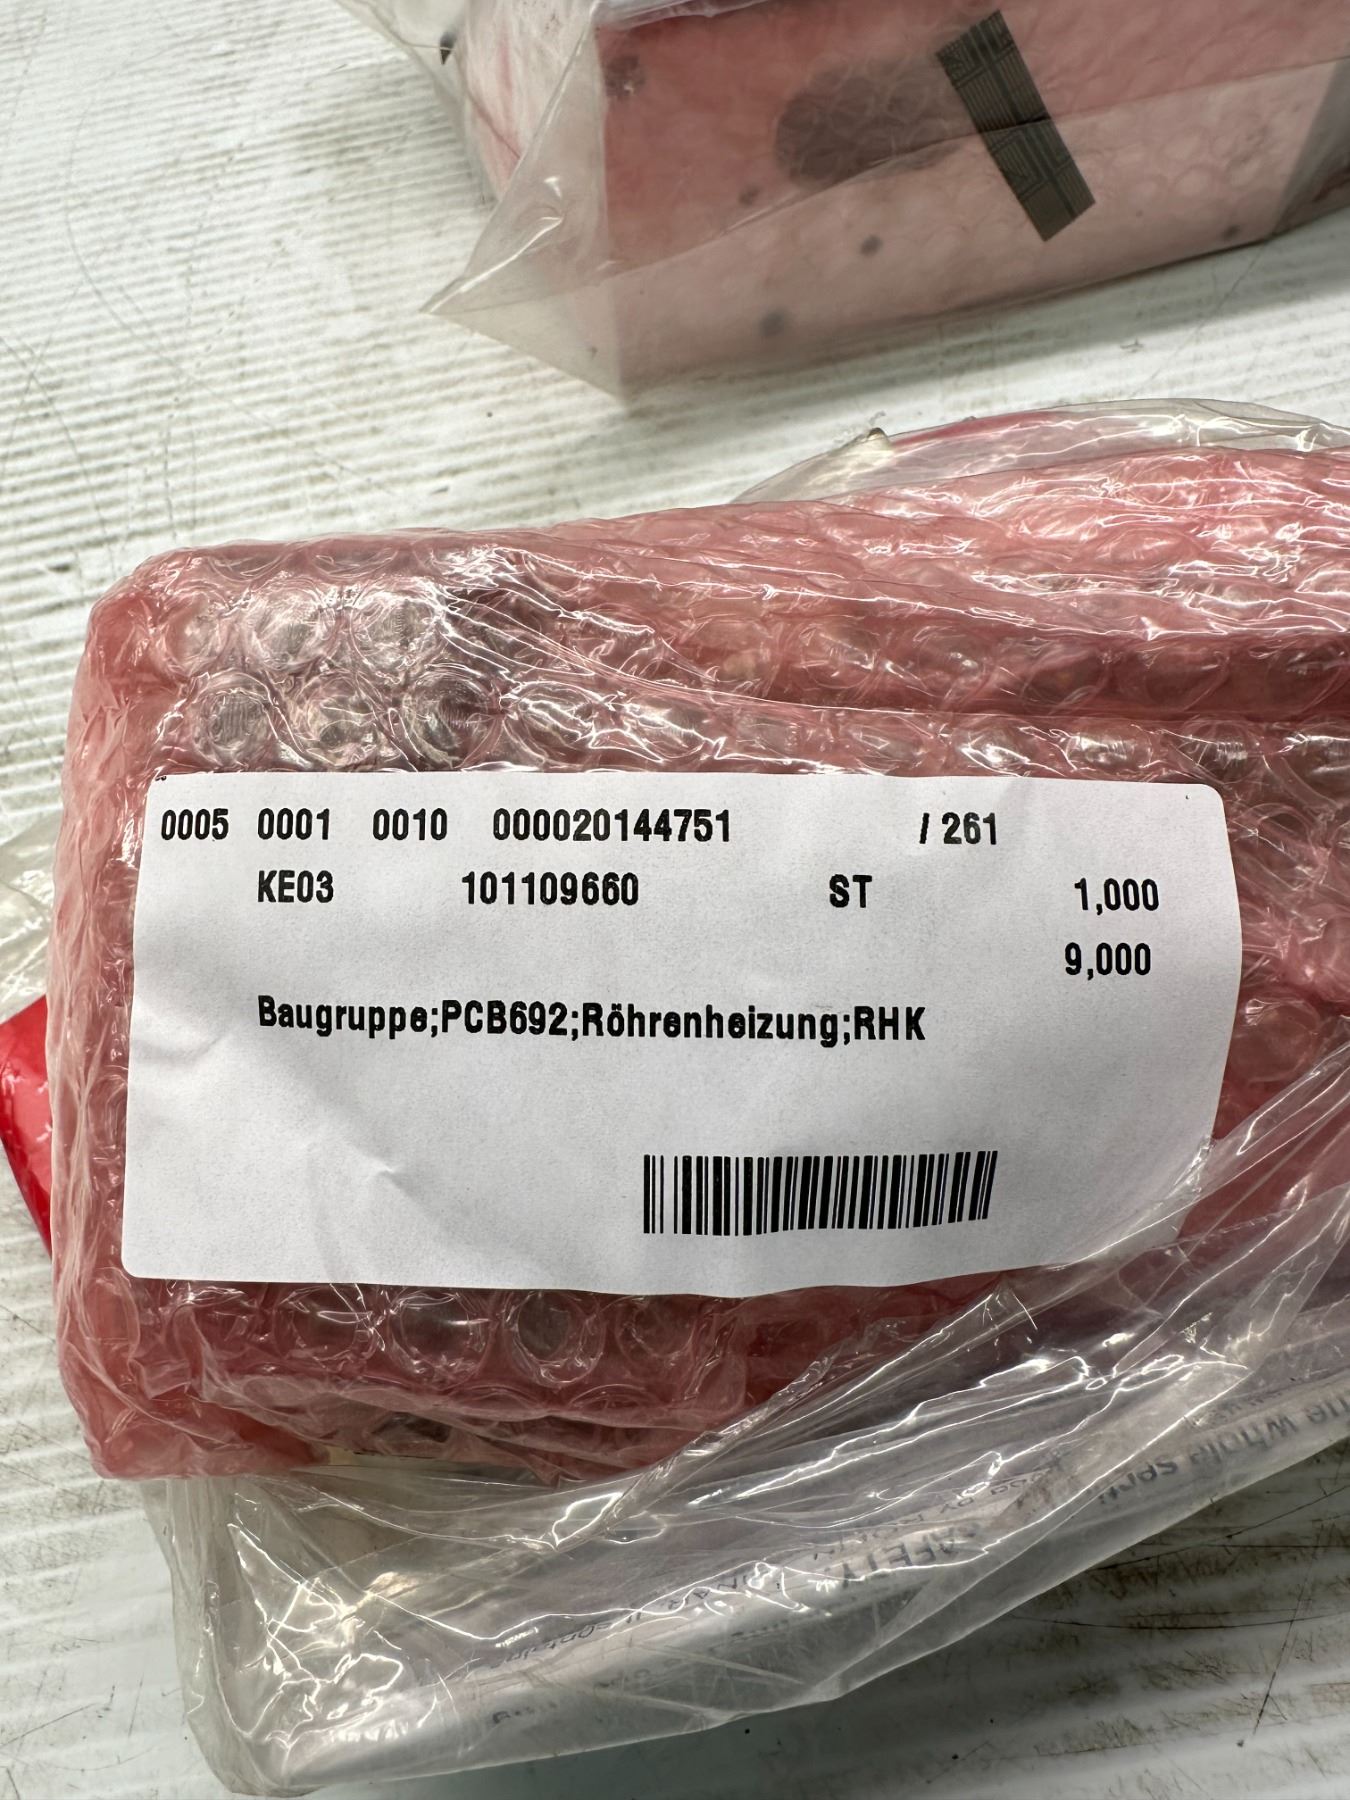 0005 0001 0010 000020144751 / 261
KE03 101109660 ST 1,000
9,000
Baugruppe;PCB692;Röhrenheizung;RHK